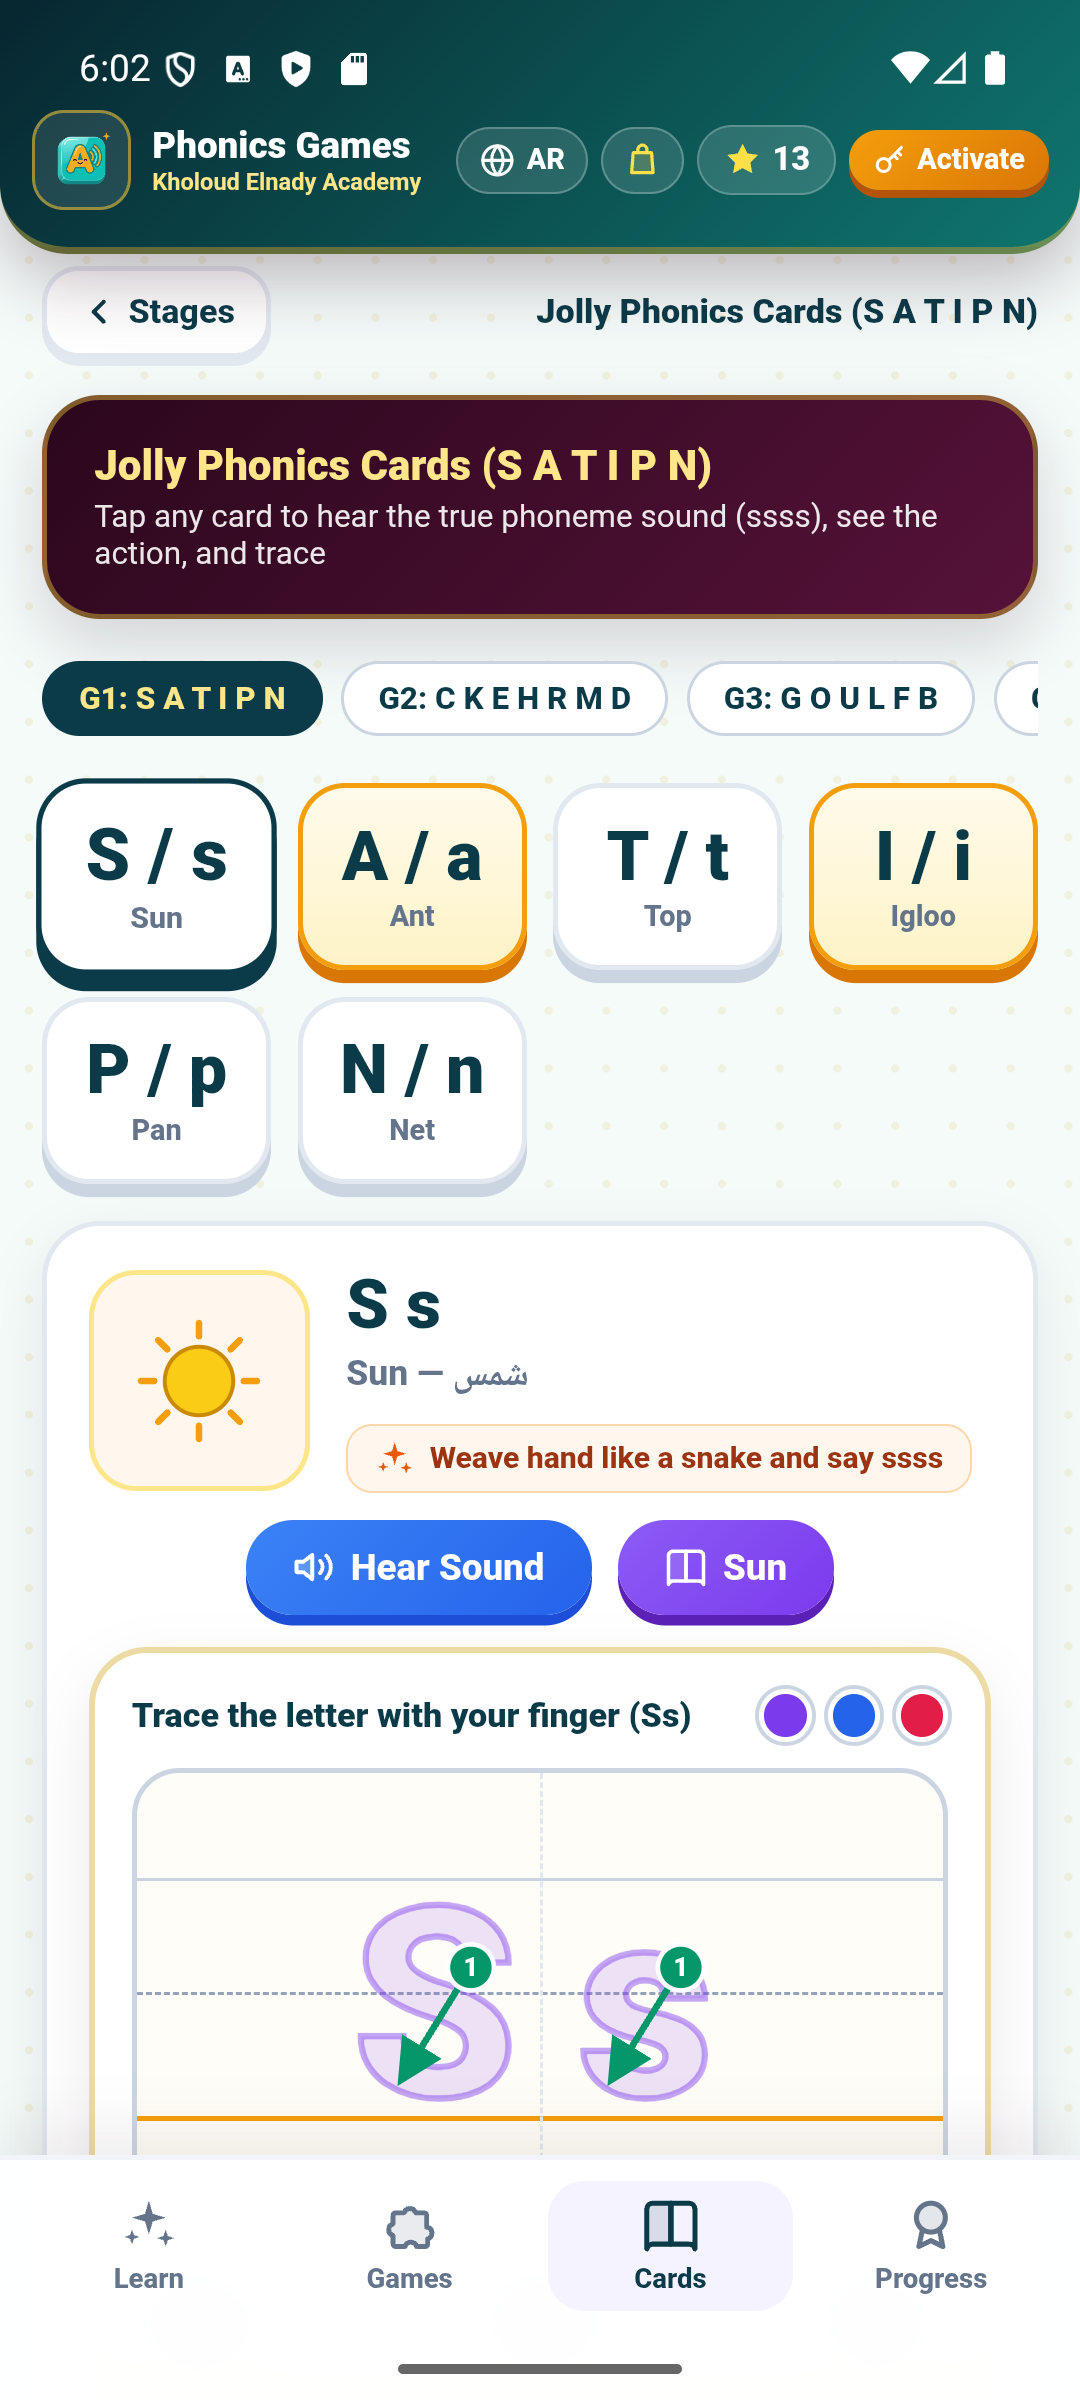 6:02
Phonics Games
Kholoud Elnady Academy
AR
13
Activate
Stages
Jolly Phonics Cards (S A T I P N)
Jolly Phonics Cards (S A T I P N)
Tap any card to hear the true phoneme sound (ssss), see the
action, and trace
G1: S A T I P N
G2: C K E H R M D
G3: G O U L F B
S / s
Sun
A / a
Ant
T / t
Top
I / i
Igloo
P / p
Pan
N / n
Net
S s
Sun — شمس
Weave hand like a snake and say ssss
Hear Sound
Sun
Trace the letter with your finger (Ss)
S s
1 1
Learn
Games
Cards
Progress